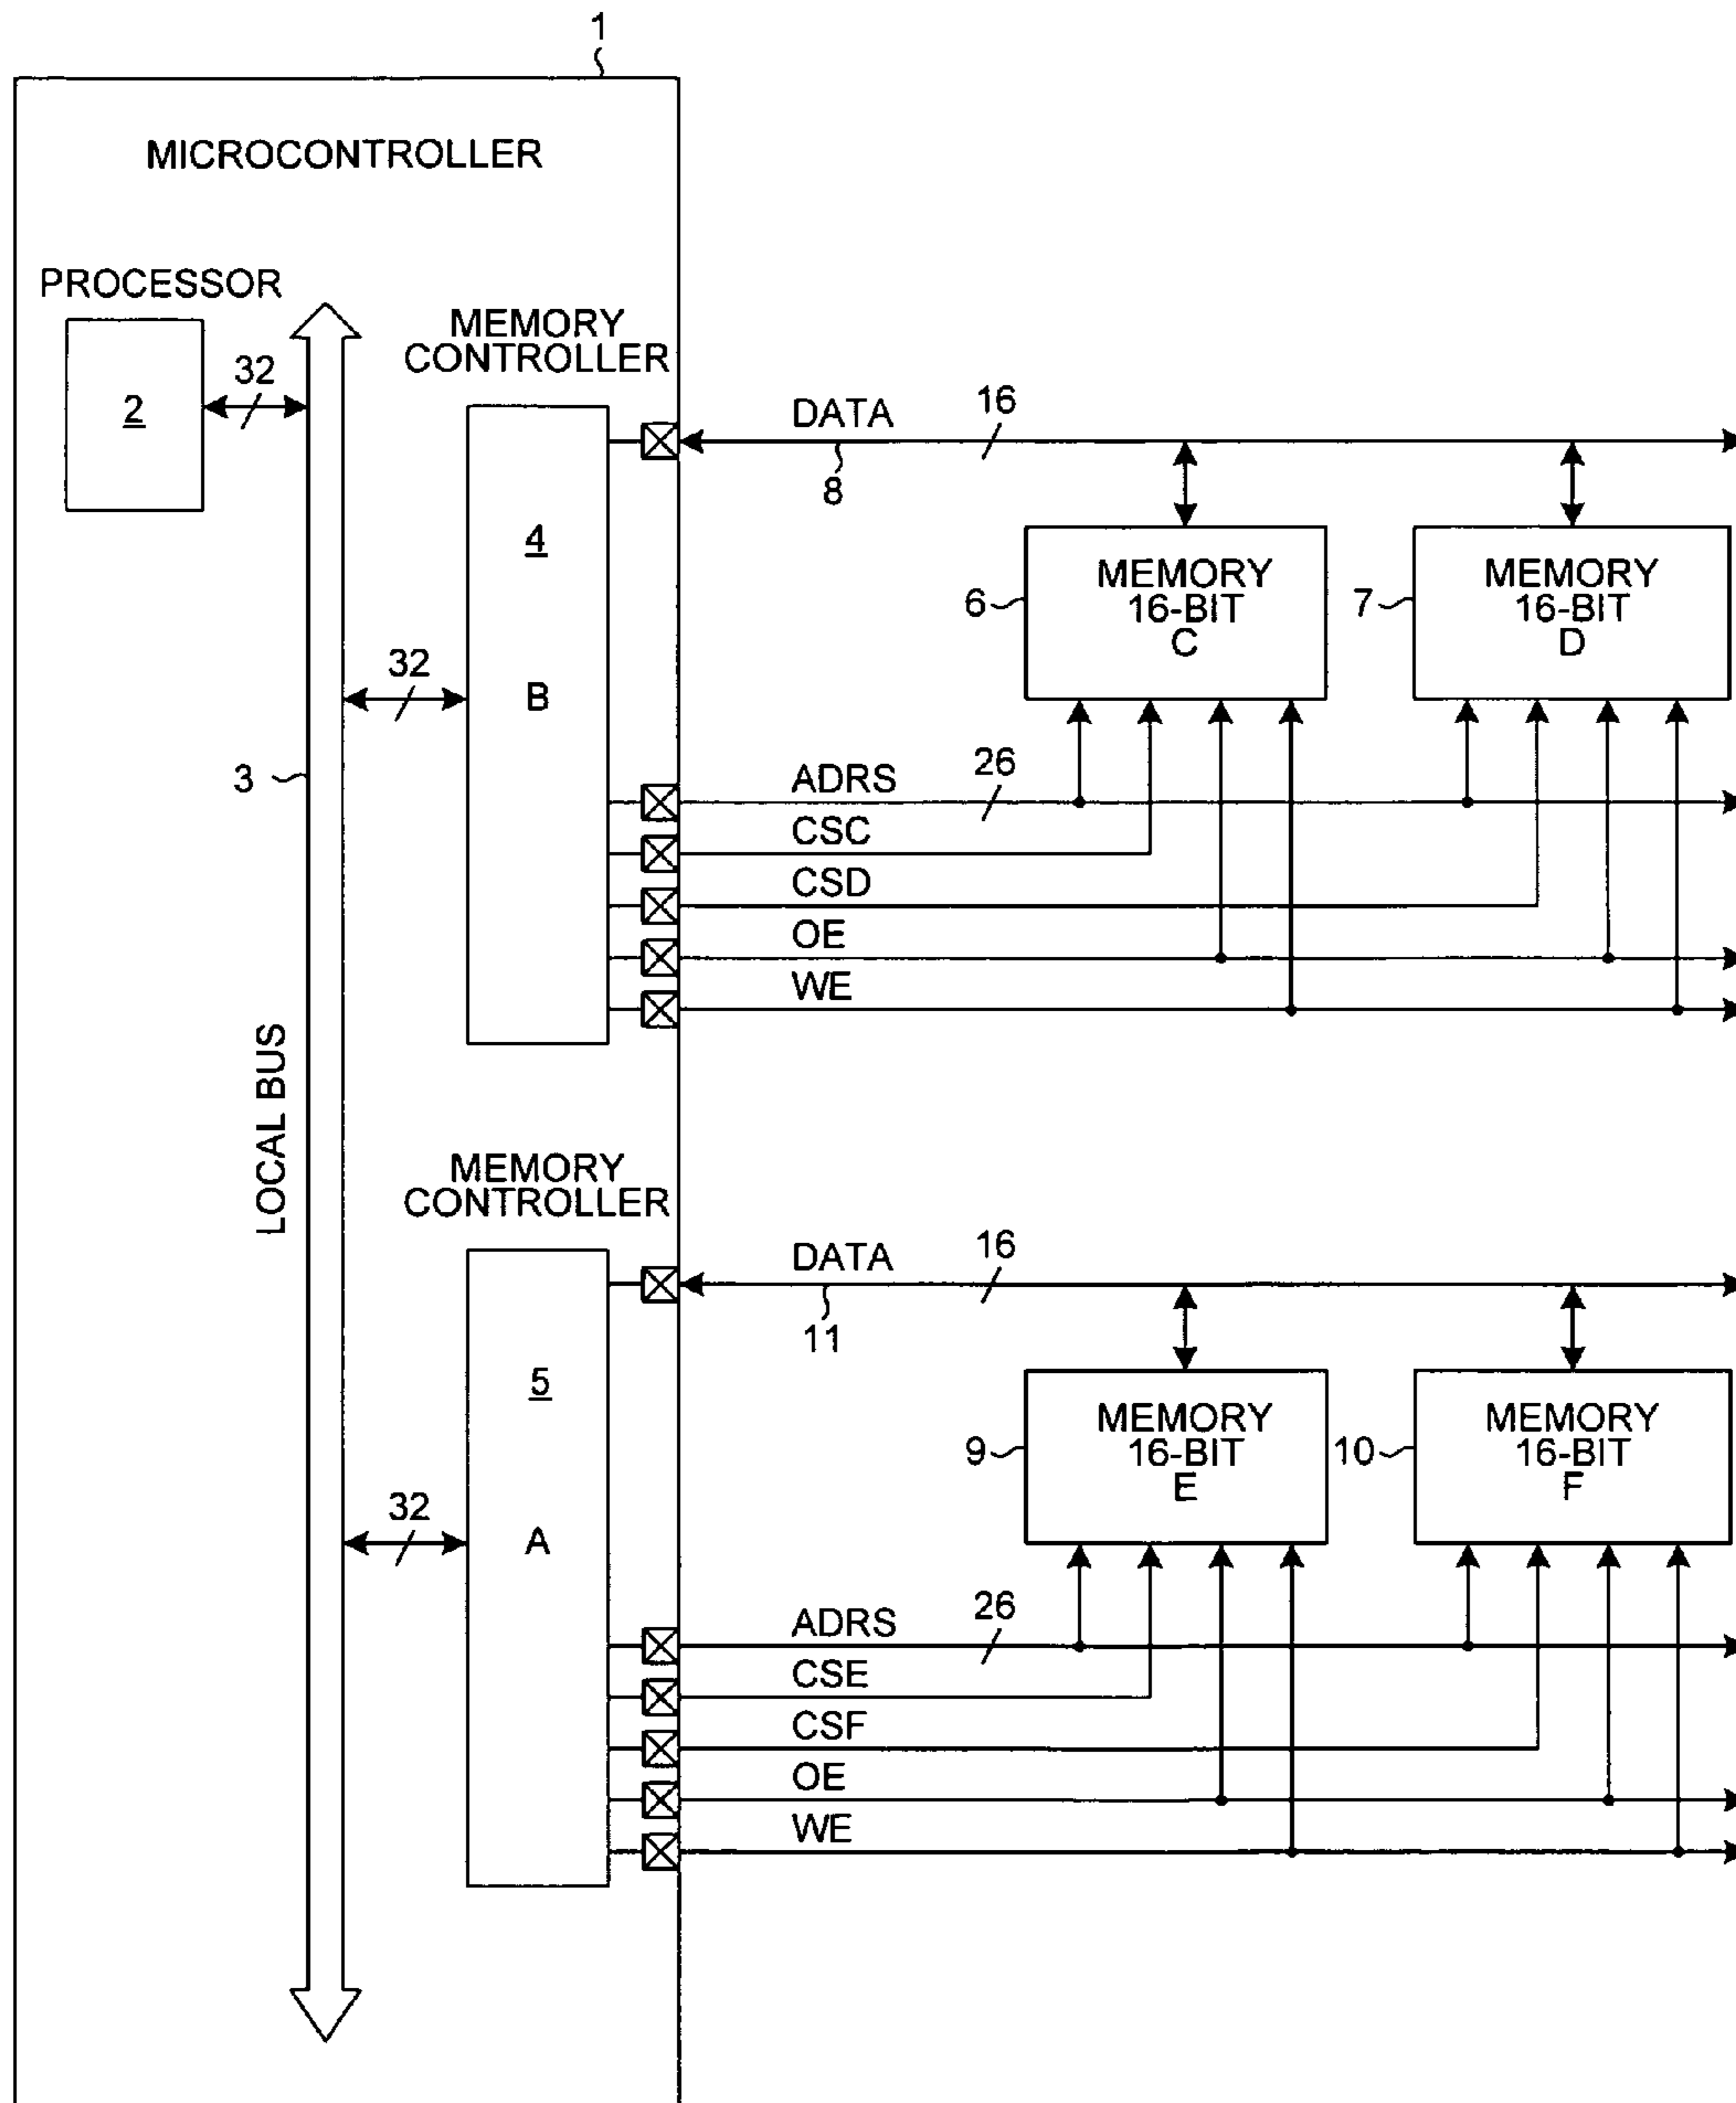 1
MICROCONTROLLER
PROCESSOR
2
32
3
LOCAL BUS
MEMORY
CONTROLLER
4
B
32
DATA
8
16
6
MEMORY
16-BIT
C
7
MEMORY
16-BIT
D
ADRS
26
CSC
CSD
OE
WE
MEMORY
CONTROLLER
5
A
32
DATA
11
16
9
MEMORY
16-BIT
E
10
MEMORY
16-BIT
F
ADRS
26
CSE
CSF
OE
WE